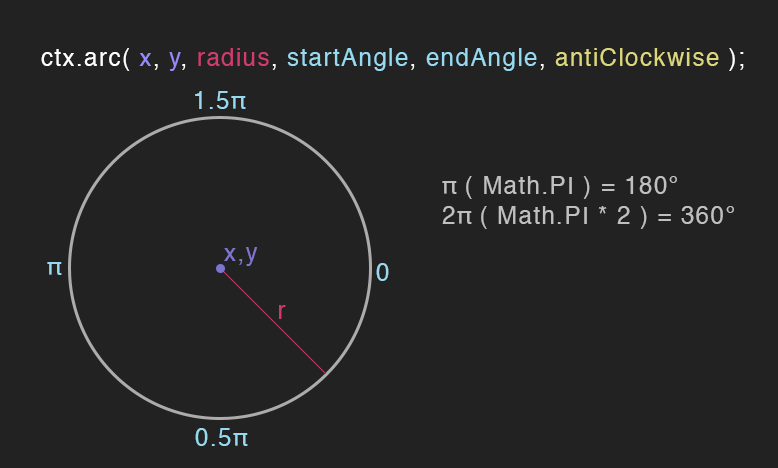 ctx.arc( x, y, radius, startAngle, endAngle, antiClockwise );
1.5π
π ( Math.PI ) = 180°
2π ( Math.PI * 2 ) = 360°
x,y
π
0
r
0.5π